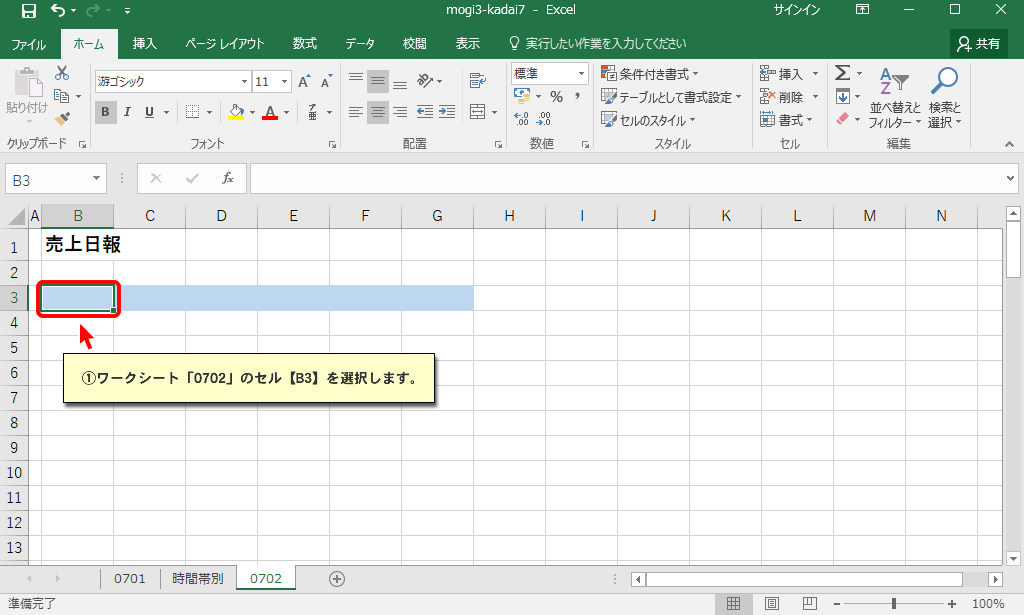 mogi3-kadai7 - Excel
サインイン
ファイル ホーム 挿入 ページ レイアウト 数式 データ 校閲 表示 実行したい作業を入力してください 共有
貼り付け
クリップボード
游ゴシック 11 A A
B I U A
フォント
配置
標準
% ,
数値
条件付き書式
テーブルとして書式設定
セルのスタイル
スタイル
挿入
削除
書式
セル
Σ
並べ替えと
フィルター
検索と
選択
編集
B3 fx
A B C D E F G H I J K L M N
1 売上日報
2
3
4
5
6
7
8
9
10
11
12
13
①ワークシート「0702」のセル【B3】を選択します。
0701 時間帯別 0702
準備完了 100%